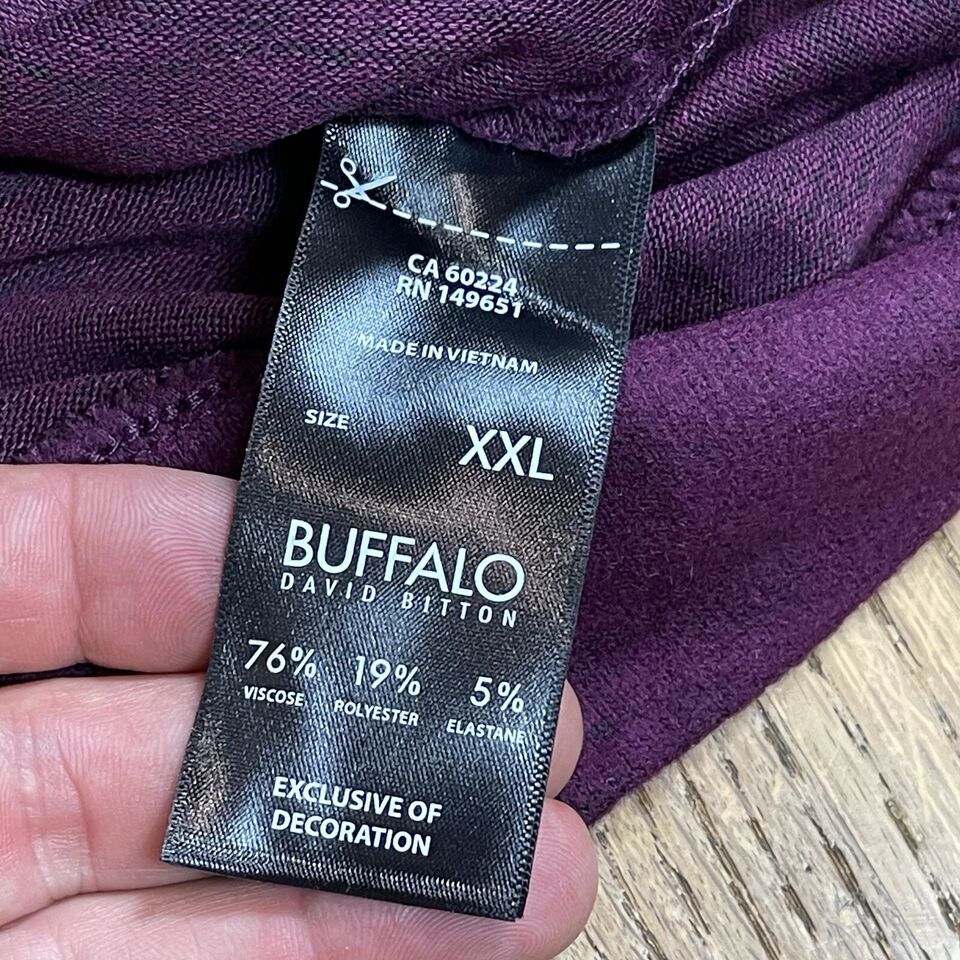 CA 60224
RN 149651
MADE IN VIETNAM
SIZE XXL
BUFFALO
DAVID BITTON
76% 19% 5%
VISCOSE POLYESTER ELASTANE
EXCLUSIVE OF
DECORATION